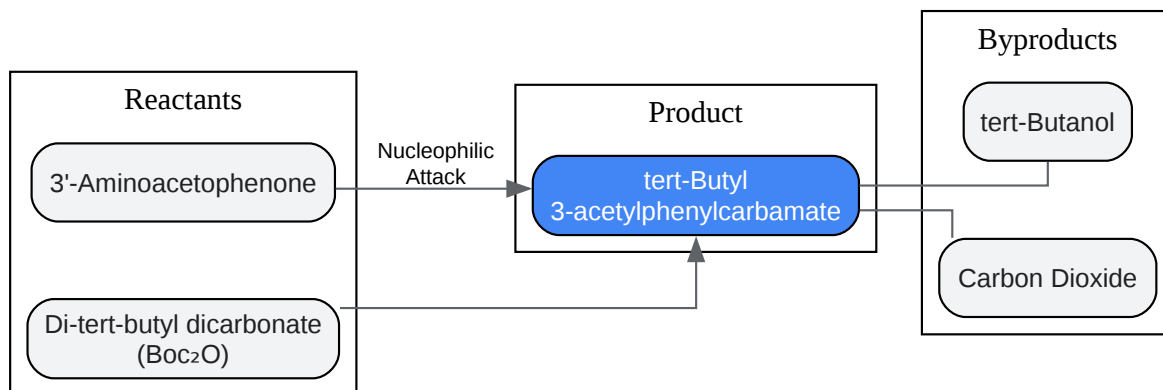 Reactants
3'-Aminoacetophenone
Di-tert-butyl dicarbonate
(Boc₂O)
Nucleophilic
Attack
Product
tert-Butyl
3-acetylphenylcarbamate
Byproducts
tert-Butanol
Carbon Dioxide